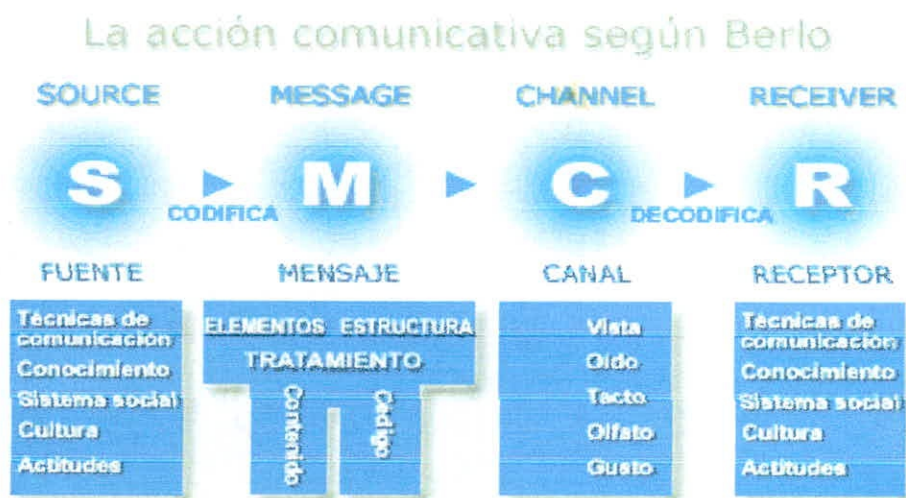 La acción comunicativa según Berlo
SOURCE MESSAGE CHANNEL RECEIVER
S M C R
CODIFICA DECODIFICA
FUENTE MENSAJE CANAL RECEPTOR
Técnicas de
comunicación
Conocimiento
Sistema social
Cultura
Actitudes
ELEMENTOS ESTRUCTURA
TRATAMIENTO
Contenido
Código
Vista
Oído
Tacto
Olfato
Gusto
Técnicas de
comunicación
Conocimiento
Sistema social
Cultura
Actitudes